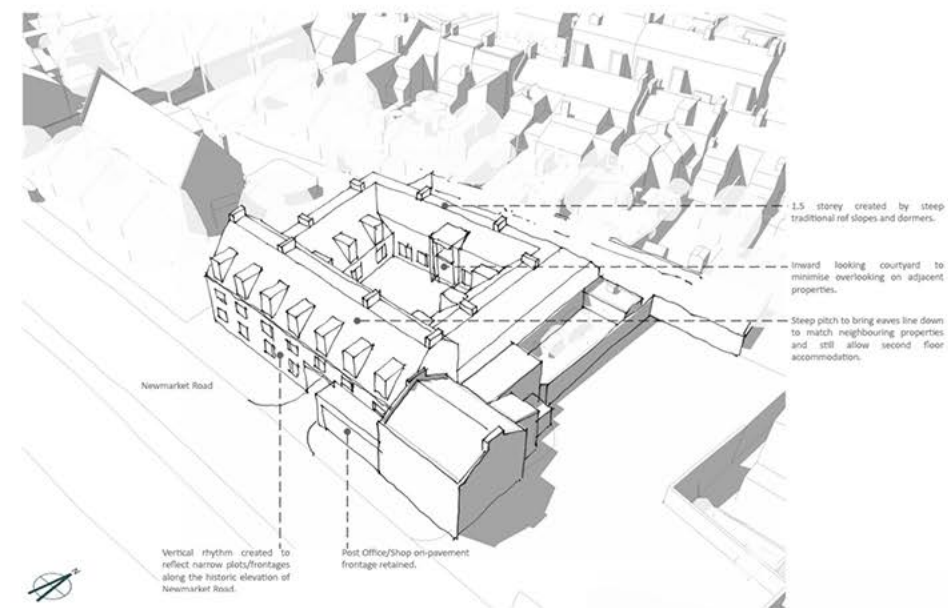 1.5 storey created by steep
traditional rof slopes and dormers.
Inward looking courtyard to
minimise overlooking on adjacent
properties.
Steep pitch to bring eaves line down
to match neighbouring properties
and still allow second floor
accommodation.
Newmarket Road
Vertical rhythm created to
reflect narrow plots/frontages
along the historic elevation of
Newmarket Road.
Post Office/Shop on-pavement
frontage retained.
N